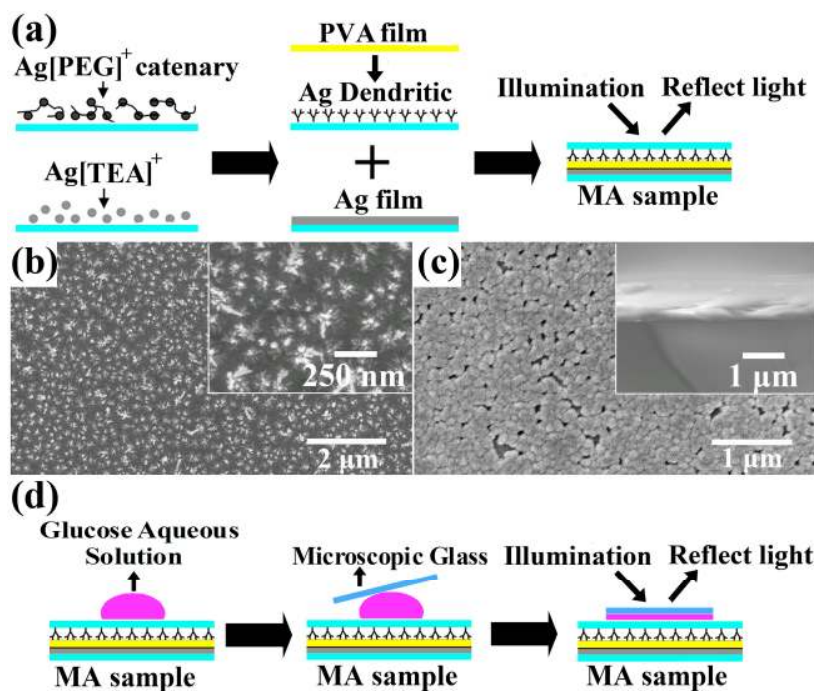 (a)
Ag[PEG]+ catenary
Ag[TEA]+
PVA film
Ag Dendritic
+
Ag film
Illumination Reflect light
MA sample
(b)
250 nm
2 μm
(c)
1 μm
1 μm
(d)
Glucose Aqueous
Solution
MA sample
Microscopic Glass
MA sample
Illumination Reflect light
MA sample